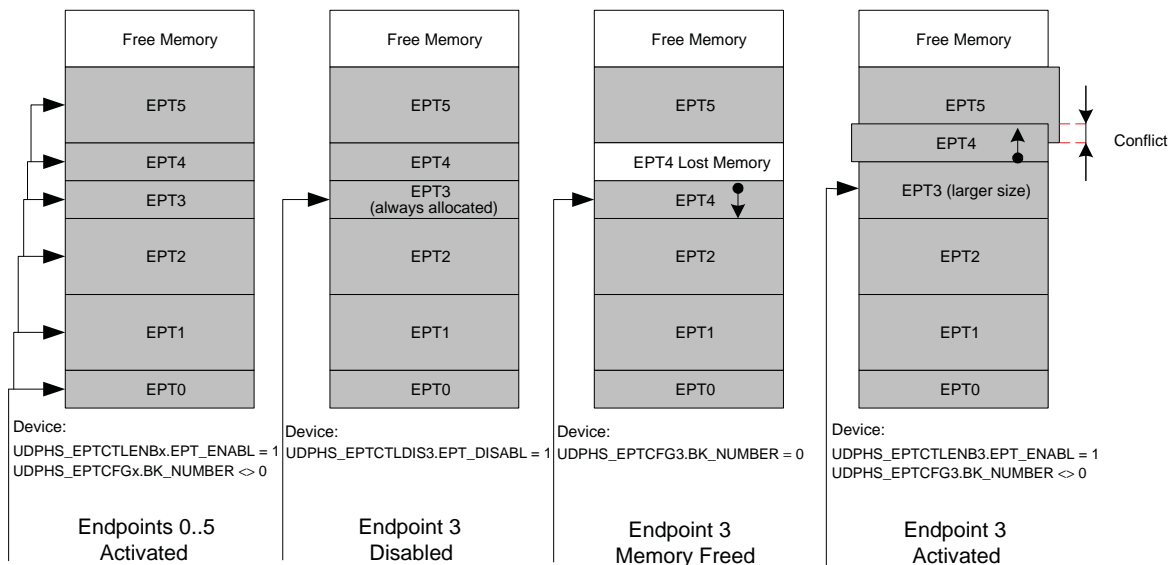 Free Memory
EPT5
EPT4
EPT3
EPT2
EPT1
EPT0
Device:
UDPHS_EPTCTLENBx.EPT_ENABL = 1
UDPHS_EPTCFGx.BK_NUMBER <> 0
Endpoints 0..5
Activated
Free Memory
EPT5
EPT4
EPT3
(always allocated)
EPT2
EPT1
EPT0
Device:
UDPHS_EPTCTLDIS3.EPT_DISABL = 1
Endpoint 3
Disabled
Free Memory
EPT5
EPT4 Lost Memory
EPT4
EPT2
EPT1
EPT0
Device:
UDPHS_EPTCFG3.BK_NUMBER = 0
Endpoint 3
Memory Freed
Free Memory
EPT5
EPT4
Conflict
EPT3 (larger size)
EPT2
EPT1
EPT0
Device:
UDPHS_EPTCTLENB3.EPT_ENABL = 1
UDPHS_EPTCFG3.BK_NUMBER <> 0
Endpoint 3
Activated